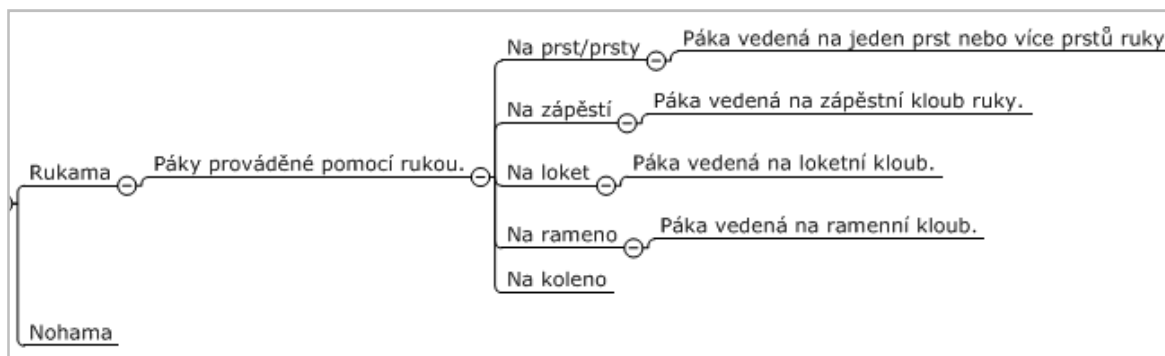 Na prst/prsty
Páka vedená na jeden prst nebo více prstů ruky
Na zápěstí
Páka vedená na zápěstní kloub ruky.
Rukama
Páky prováděné pomocí rukou.
Na loket
Páka vedená na loketní kloub.
Na rameno
Páka vedená na ramenní kloub.
Na koleno
Nohama